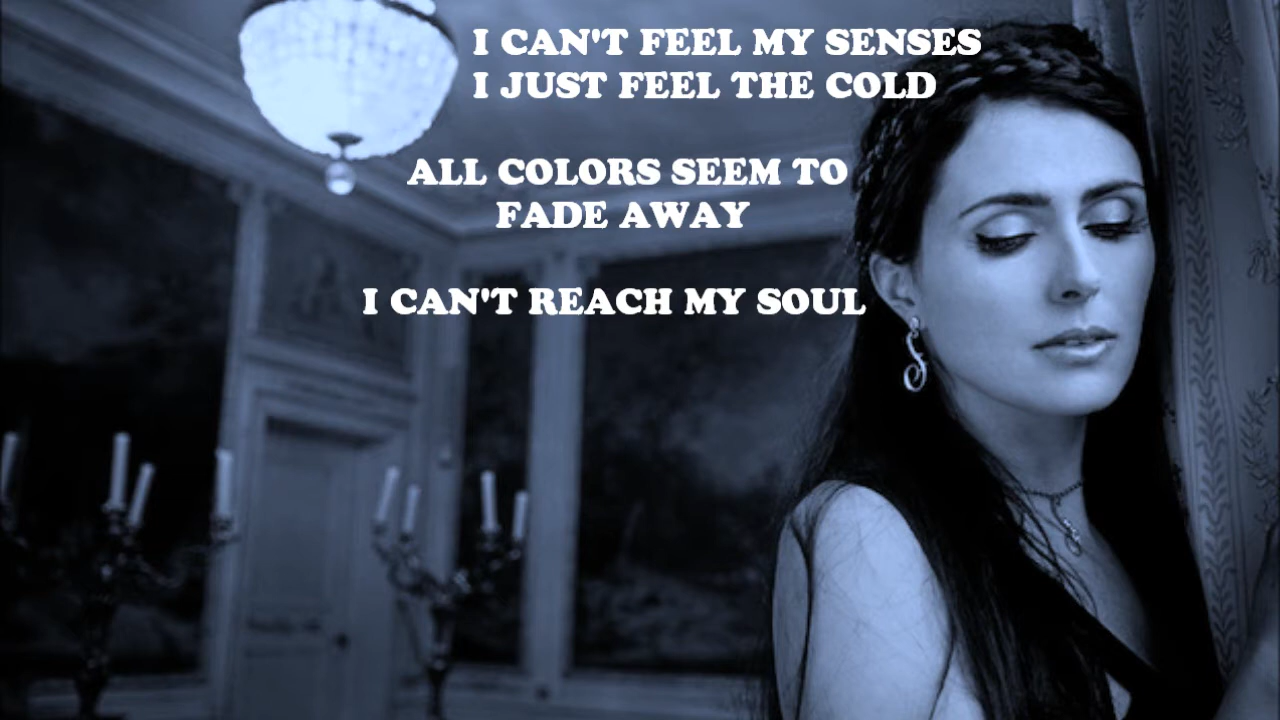 I CAN'T FEEL MY SENSES
I JUST FEEL THE COLD
ALL COLORS SEEM TO
FADE AWAY
I CAN'T REACH MY SOUL